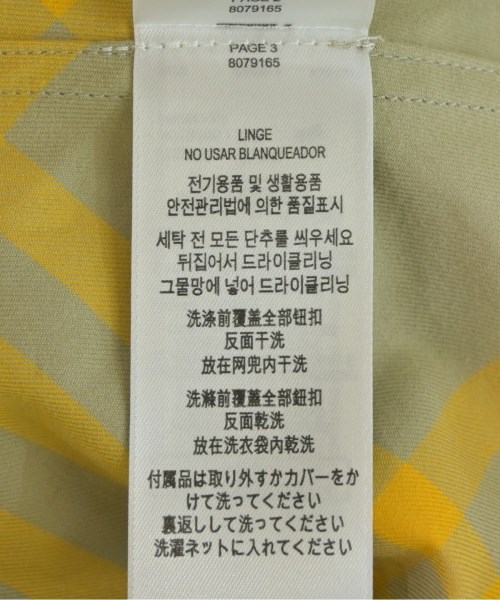 PAGE 2
8079165
PAGE 3
8079165
LINGE
NO USAR BLANQUEADOR
전기용품 및 생활용품
안전관리법에 의한 품질표시
세탁 전 모든 단추를 씌우세요
뒤집어서 드라이클리닝
그물망에 넣어 드라이클리닝
洗涤前覆盖全部钮扣
反面干洗
放在网兜内干洗
洗滌前覆蓋全部鈕扣
反面乾洗
放在洗衣袋內乾洗
付属品は取り外すかカバーをか
けて洗ってください
裏返しして洗ってください
洗濯ネットに入れてください